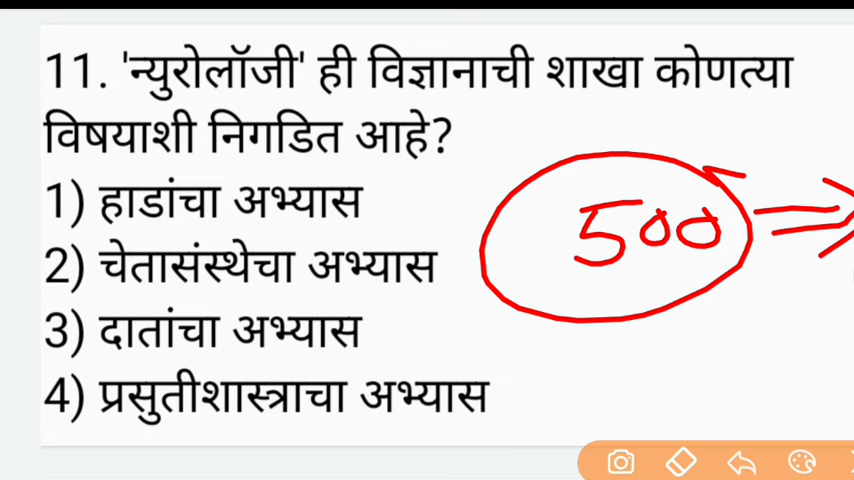 11. 'न्युरोलॉजी' ही विज्ञानाची शाखा कोणत्या
विषयाशी निगडित आहे?
1) हाडांचा अभ्यास
2) चेतासंस्थेचा अभ्यास
3) दातांचा अभ्यास
4) प्रसुतीशास्त्राचा अभ्यास
500